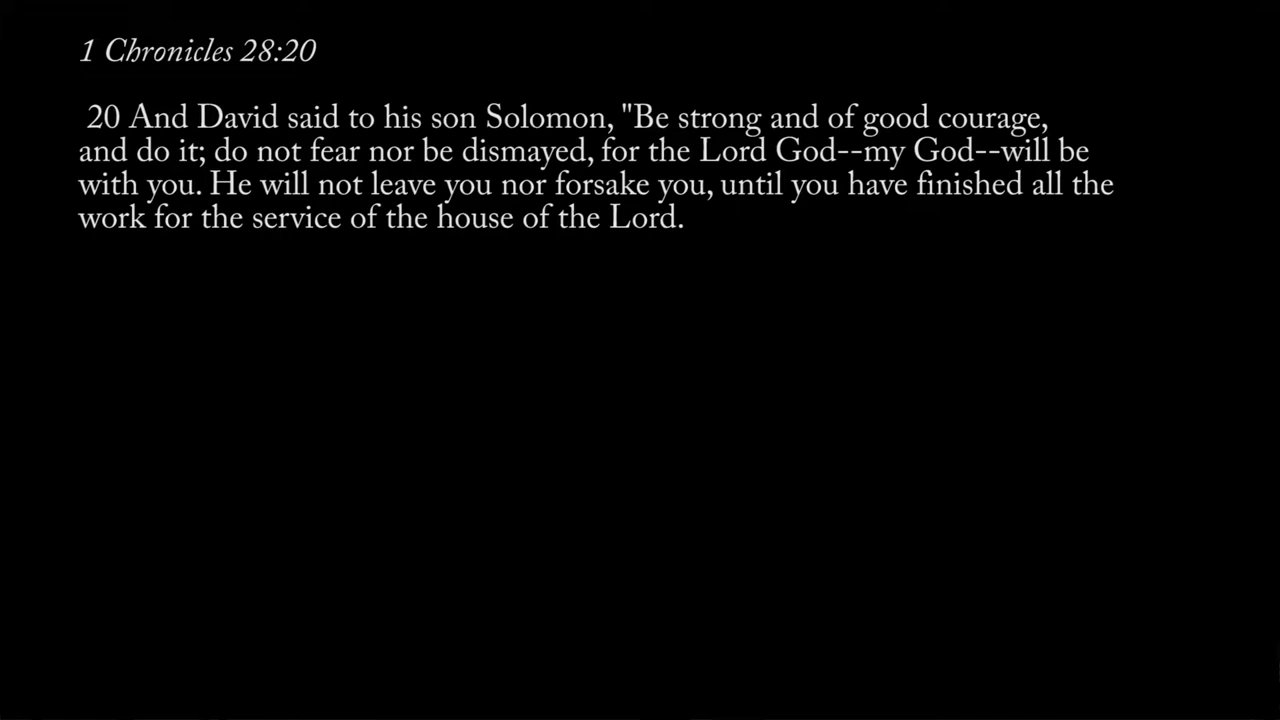 1 Chronicles 28:20
20 And David said to his son Solomon, "Be strong and of good courage,
and do it; do not fear nor be dismayed, for the Lord God--my God--will be
with you. He will not leave you nor forsake you, until you have finished all the
work for the service of the house of the Lord.